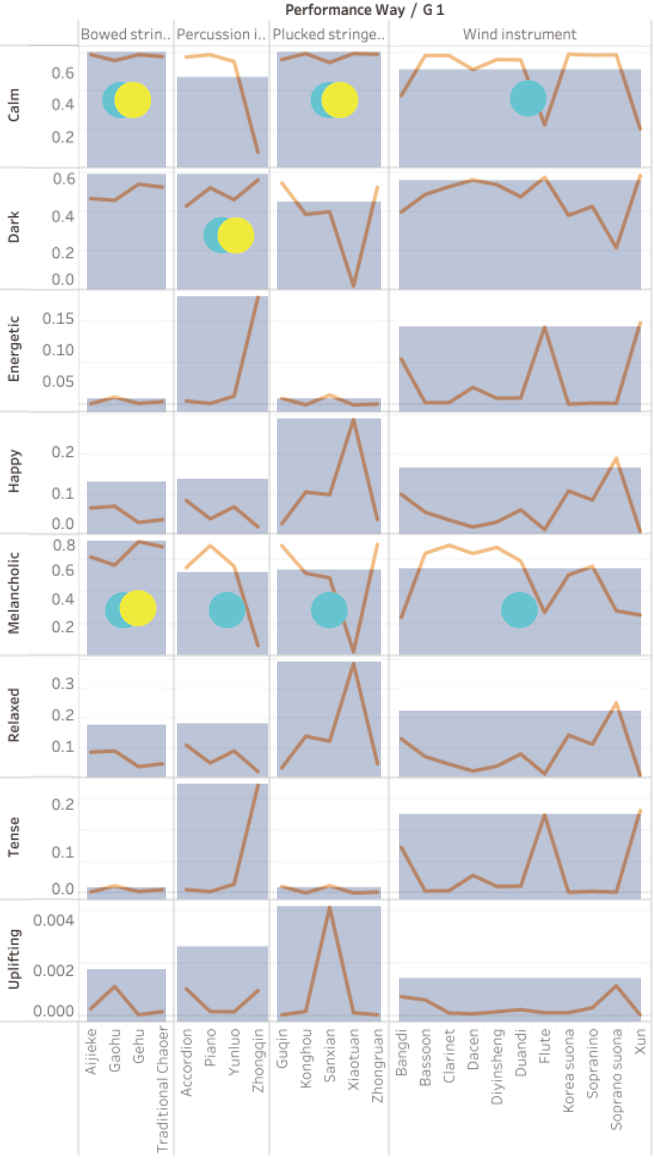 Performance Way / G 1
Bowed strin..
Percussion i..
Plucked stringe..
Wind instrument
Calm
0.6
0.4
0.2
Dark
0.6
0.4
0.2
0.0
Energetic
0.15
0.10
0.05
Happy
0.2
0.1
0.0
Melancholic
0.8
0.6
0.4
0.2
Relaxed
0.3
0.2
0.1
Tense
0.2
0.1
0.0
Uplifting
0.004
0.002
0.000
Aijieke
Gaohu
Gehu
Traditional Chaoer
Accordion
Piano
Yunluo
Zhongqin
Guqin
Konghou
Sanxian
Xiaotuan
Zhongruan
Bangdi
Bassoon
Clarinet
Dacen
Diyinsheng
Duandi
Flute
Korea suona
Sopranino
Soprano suona
Xun